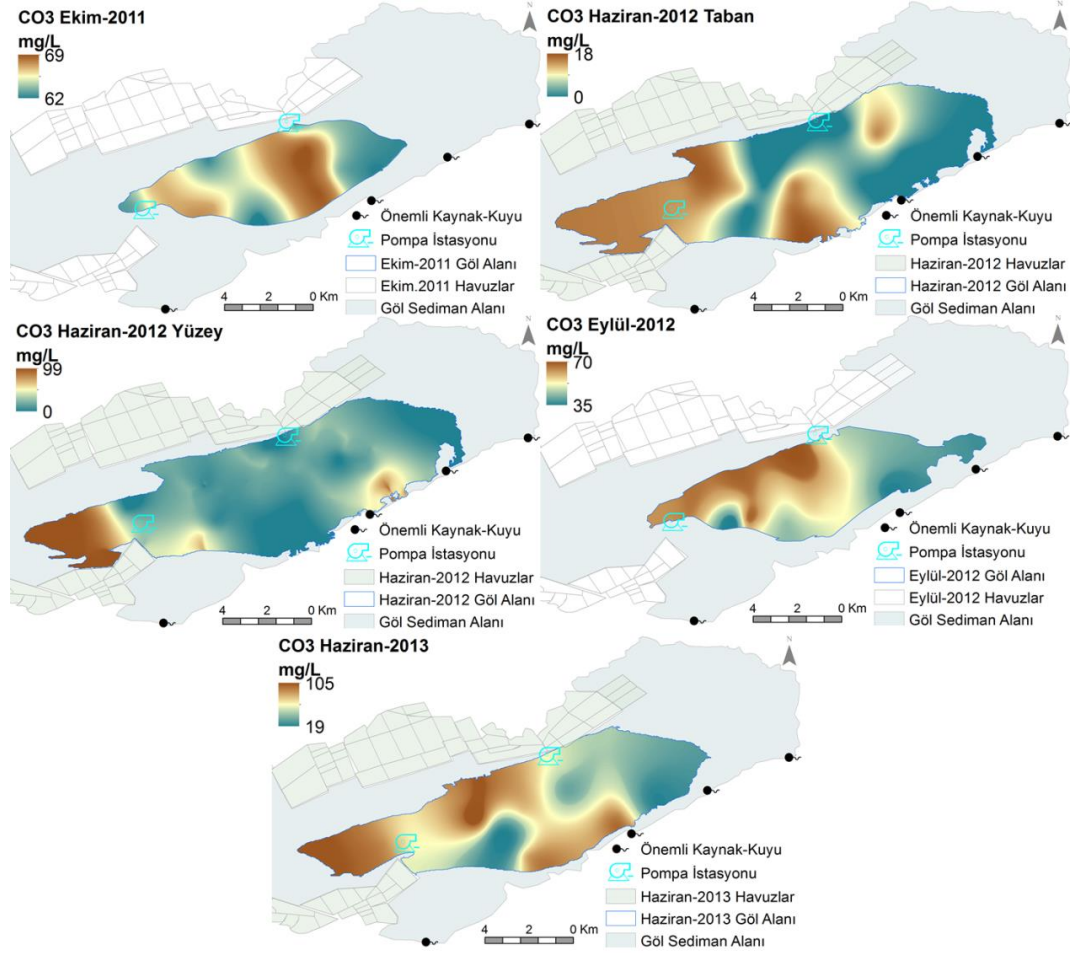 CO3 Ekim-2011
mg/L
69
62
N
Önemli Kaynak-Kuyu
Pompa İstasyonu
Ekim-2011 Göl Alanı
Ekim.2011 Havuzlar
Göl Sediman Alanı
4 2 0 Km
CO3 Haziran-2012 Taban
mg/L
18
0
N
Önemli Kaynak-Kuyu
Pompa İstasyonu
Haziran-2012 Havuzlar
Haziran-2012 Göl Alanı
Göl Sediman Alanı
4 2 0 Km
CO3 Haziran-2012 Yüzey
mg/L
99
0
N
Önemli Kaynak-Kuyu
Pompa İstasyonu
Haziran-2012 Havuzlar
Haziran-2012 Göl Alanı
Göl Sediman Alanı
4 2 0 Km
CO3 Eylül-2012
mg/L
70
35
N
Önemli Kaynak-Kuyu
Pompa İstasyonu
Eylül-2012 Göl Alanı
Eylül-2012 Havuzlar
Göl Sediman Alanı
4 2 0 Km
CO3 Haziran-2013
mg/L
105
19
N
Önemli Kaynak-Kuyu
Pompa İstasyonu
Haziran-2013 Havuzlar
Haziran-2013 Göl Alanı
Göl Sediman Alanı
4 2 0 Km